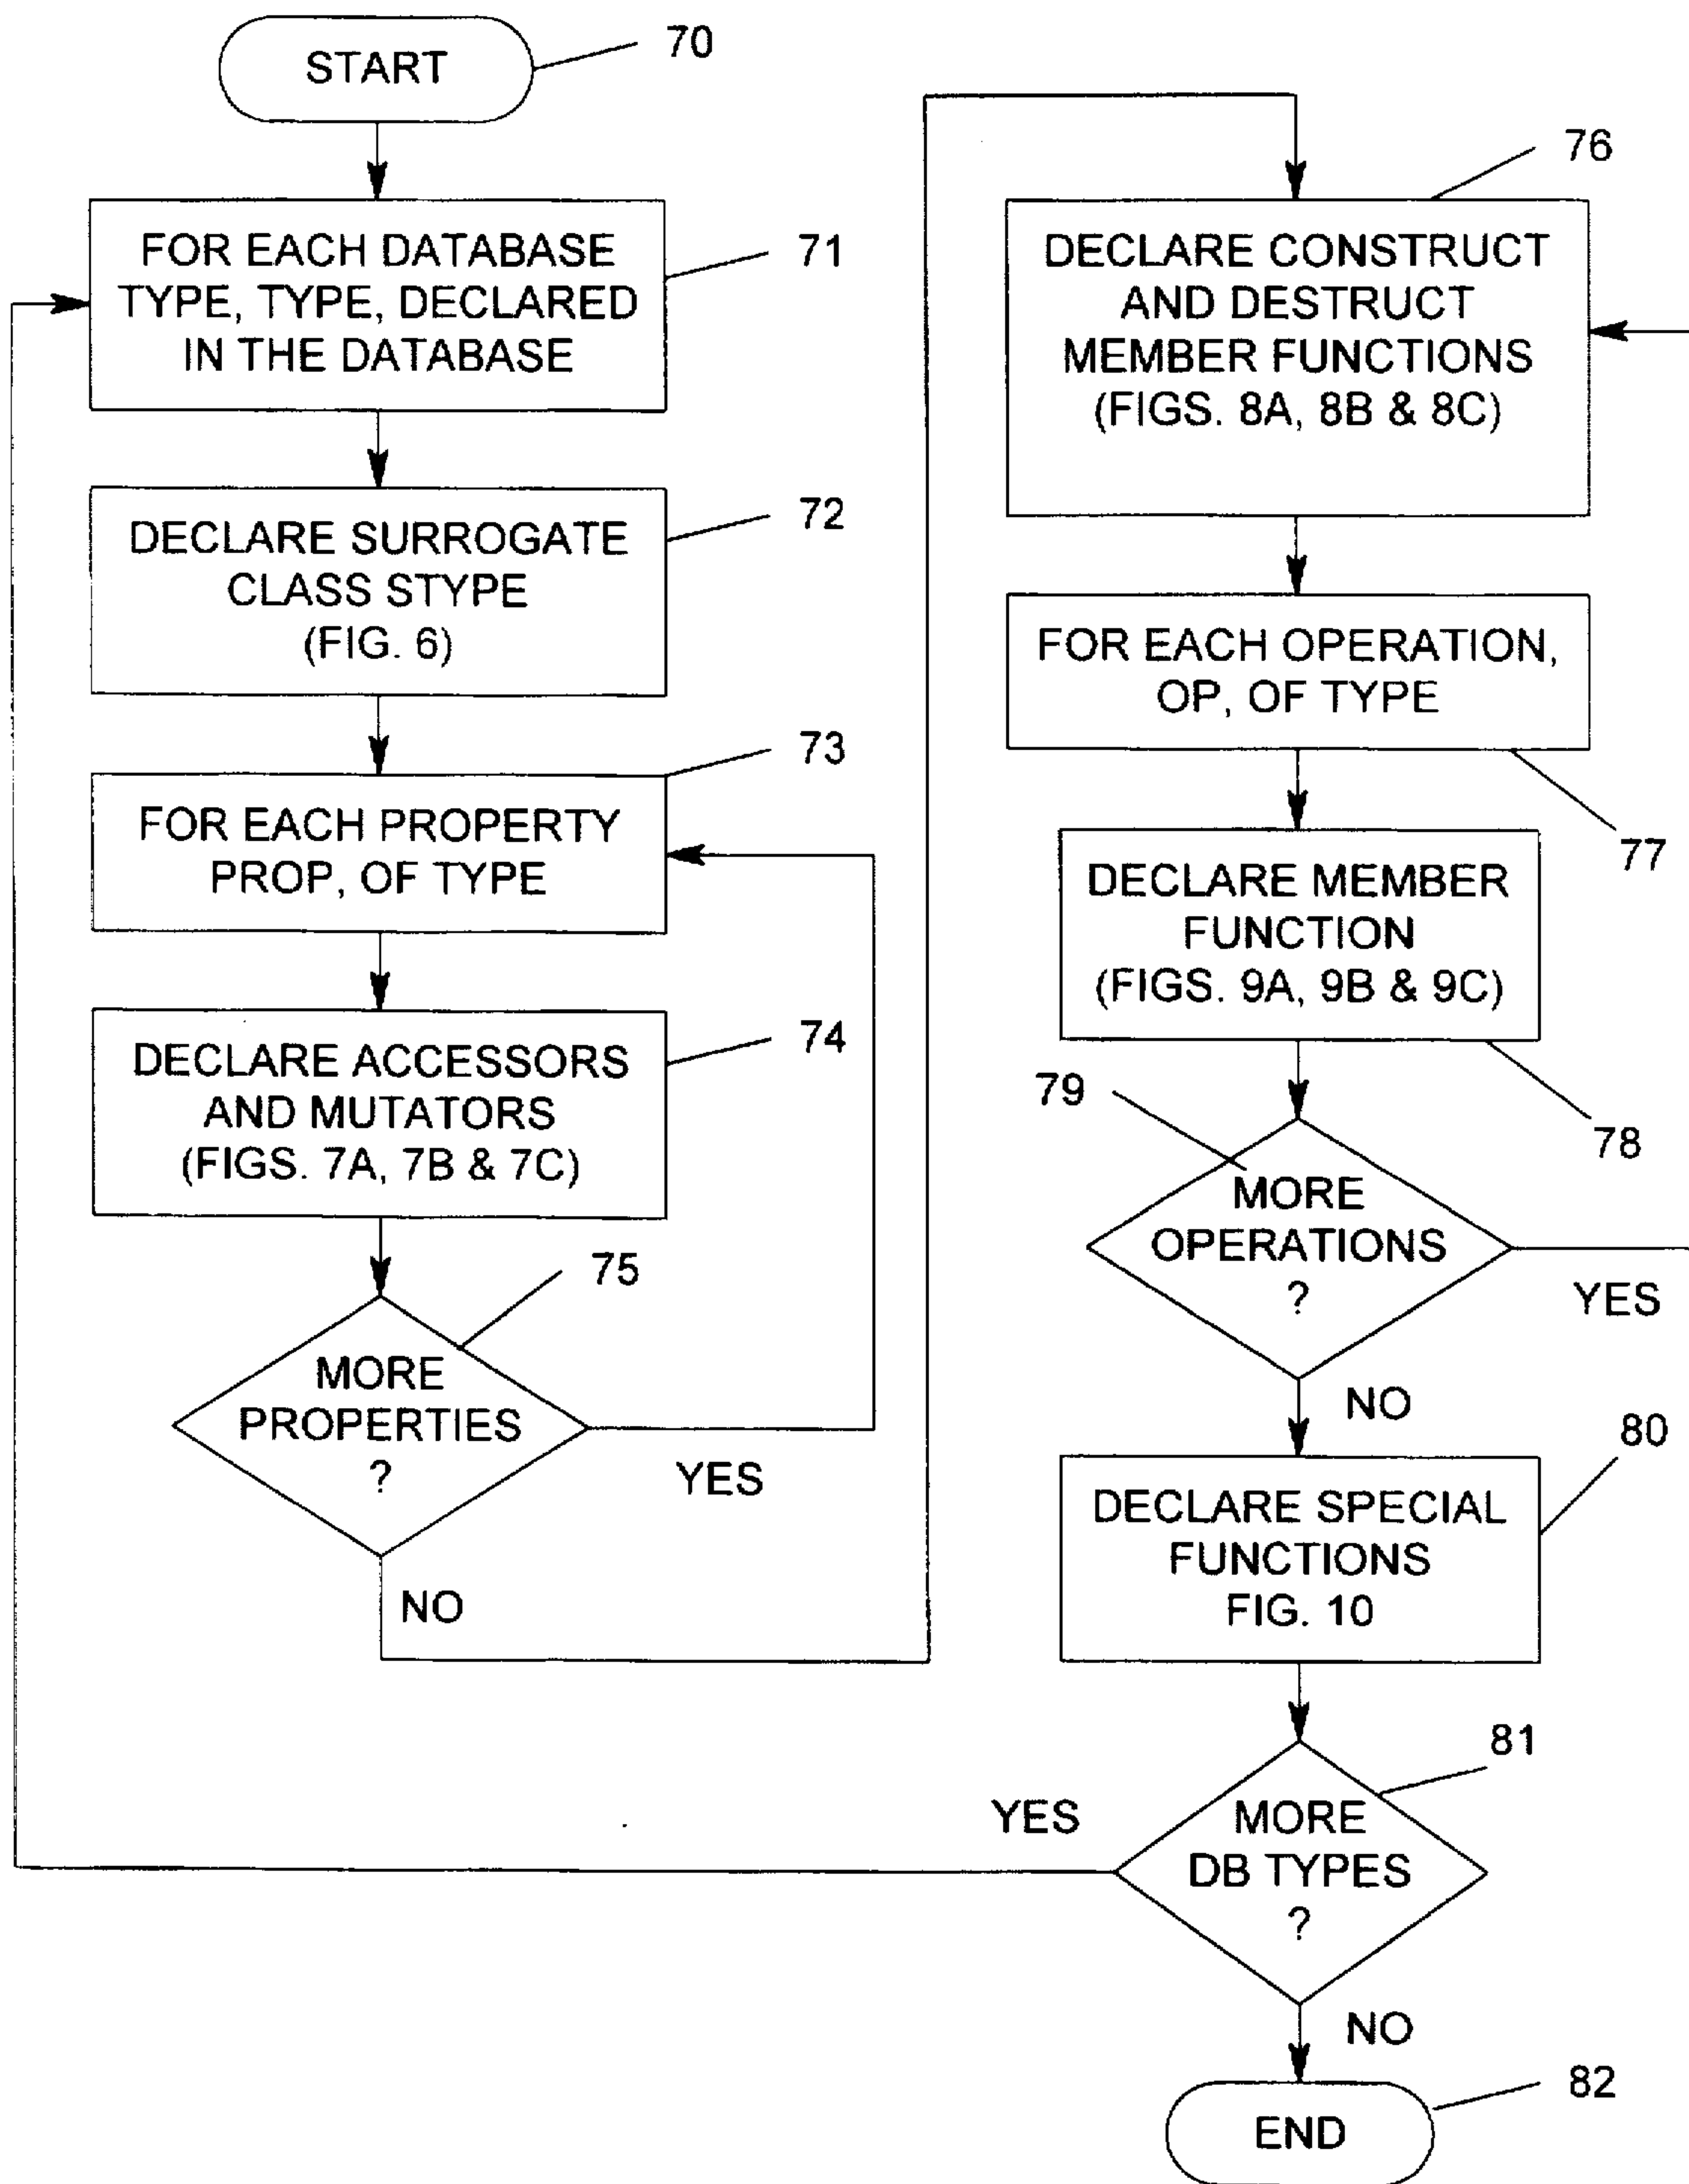 START
70
FOR EACH DATABASE
TYPE, TYPE, DECLARED
IN THE DATABASE
71
DECLARE SURROGATE
CLASS STYPE
(FIG. 6)
72
FOR EACH PROPERTY
PROP, OF TYPE
73
DECLARE ACCESSORS
AND MUTATORS
(FIGS. 7A, 7B & 7C)
74
MORE
PROPERTIES
?
75
YES
NO
DECLARE CONSTRUCT
AND DESTRUCT
MEMBER FUNCTIONS
(FIGS. 8A, 8B & 8C)
76
FOR EACH OPERATION,
OP, OF TYPE
77
DECLARE MEMBER
FUNCTION
(FIGS. 9A, 9B & 9C)
78
79
MORE
OPERATIONS
?
YES
NO
DECLARE SPECIAL
FUNCTIONS
FIG. 10
80
81
MORE
DB TYPES
?
YES
NO
END
82